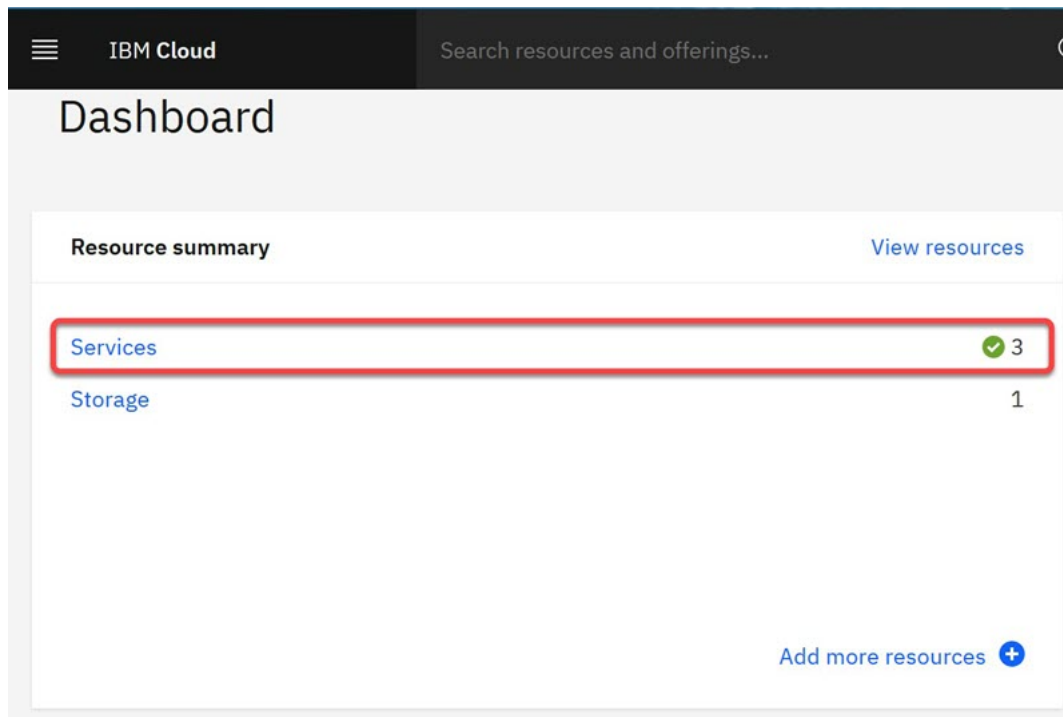 IBM Cloud Search resources and offerings...
Dashboard
Resource summary View resources
Services 3
Storage 1
Add more resources